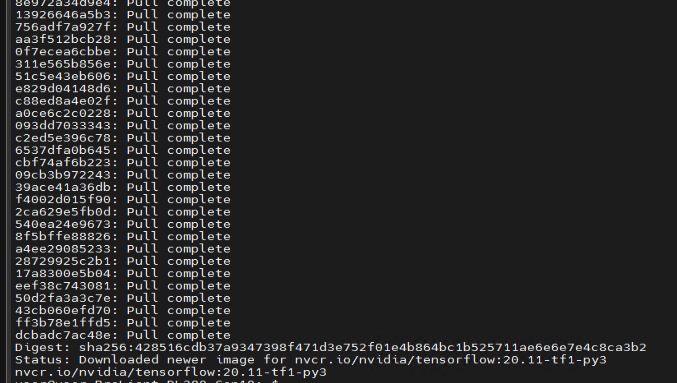 8e972a34d9e4: Pull complete
13926646a5b3: Pull complete
756adf7a927f: Pull complete
aa3f512bcb28: Pull complete
0f7ecea6cbbe: Pull complete
311e565b856e: Pull complete
51c5e43eb606: Pull complete
e829d04148d6: Pull complete
c88ed8a4e02f: Pull complete
a0ce6c2c0228: Pull complete
093dd7033343: Pull complete
c2ed5e396c78: Pull complete
6537dfa0b645: Pull complete
cbf74af6b223: Pull complete
09cb3b972243: Pull complete
39ace41a36db: Pull complete
f4002d015f90: Pull complete
2ca629e5fb0d: Pull complete
540ea24e9673: Pull complete
8f5bffe88826: Pull complete
a4ee29085233: Pull complete
28729925c2b1: Pull complete
17a8300e5b04: Pull complete
eef38c743081: Pull complete
50d2fa3a3c7e: Pull complete
43cb060efd70: Pull complete
ff3b78e1ffd5: Pull complete
dcbadc7ac48e: Pull complete
Digest: sha256:428516cdb37a9347398f471d3e752f01e4b864bc1b525711ae6e6e7e4c8ca3b2
Status: Downloaded newer image for nvcr.io/nvidia/tensorflow:20.11-tf1-py3
nvcr.io/nvidia/tensorflow:20.11-tf1-py3